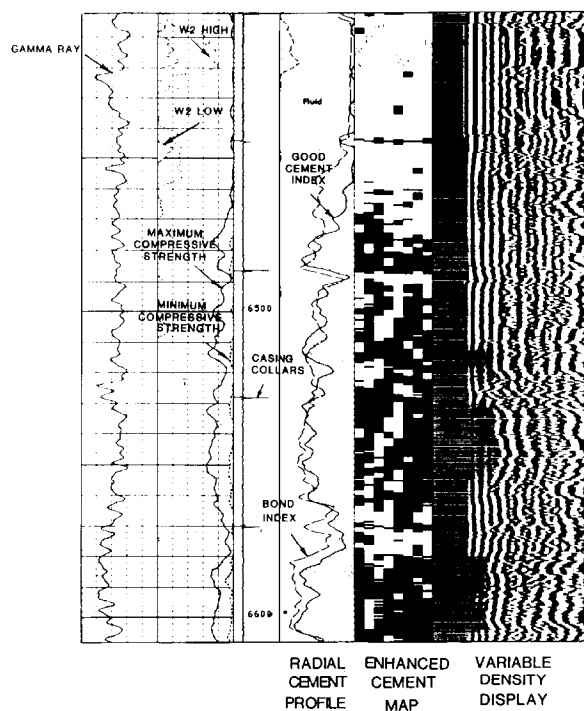 W2 HIGH
GAMMA RAY
Fluid
W2 LOW
GOOD
CEMENT
INDEX
MAXIMUM
COMPRESSIVE
STRENGTH
MINIMUM
COMPRESSIVE
STRENGTH
6500
CASING
COLLARS
BOND
INDEX
6600
RADIAL
CEMENT
PROFILE
ENHANCED
CEMENT
MAP
VARIABLE
DENSITY
DISPLAY